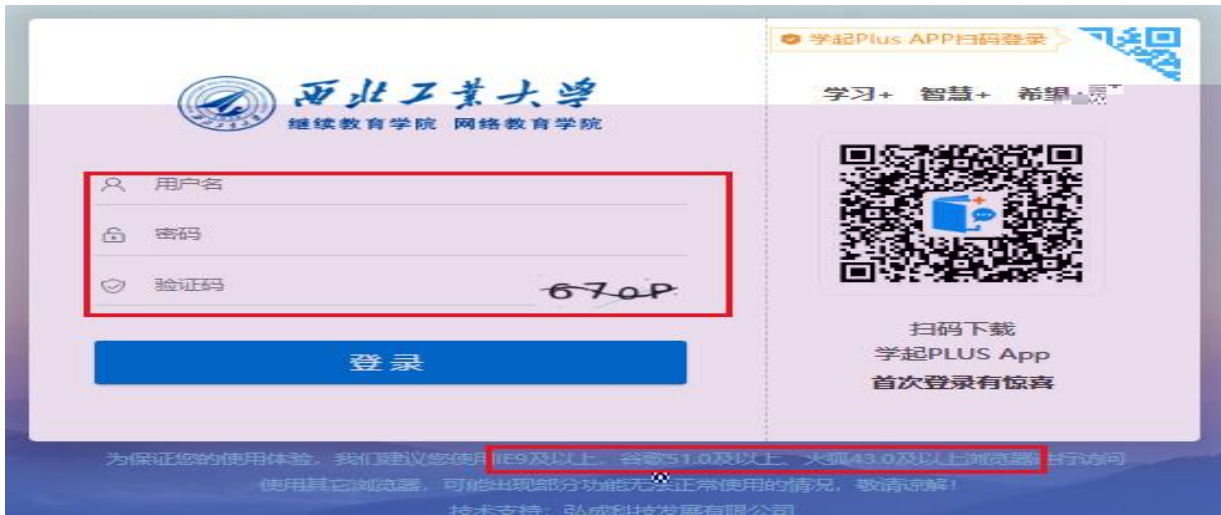 西北工业大学
继续教育学院 网络教育学院
用户名
密码
验证码
670P
登录
学起Plus APP扫码登录
学习+ 智慧+ 希望+
扫码下载
学起PLUS App
首次登录有惊喜
为保证您的使用体验，我们建议您使用IE9及以上，谷歌51.0及以上、火狐43.0及以上浏览器进行访问
使用其它浏览器，可能出现部分功能无法正常使用的情况，敬请谅解！
技术支持：弘成科技发展有限公司